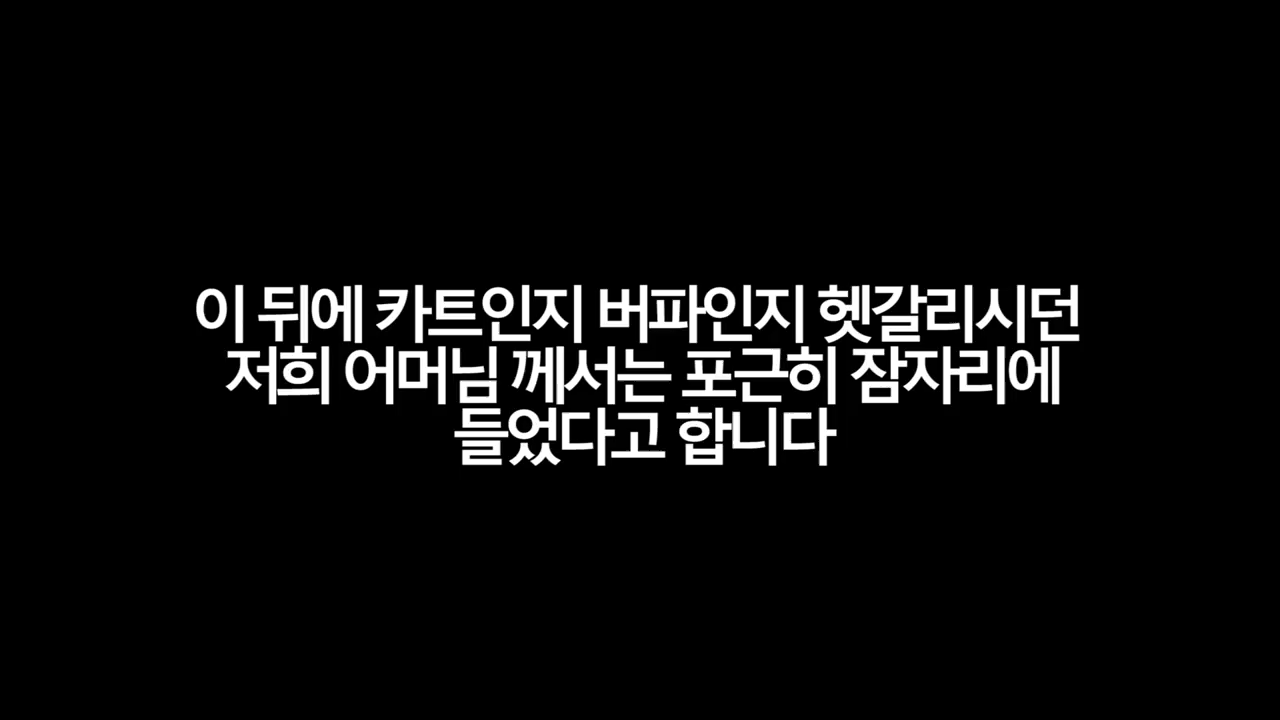 이 뒤에 카트인지 버파인지 헷갈리시던
저희 어머님 께서는 포근히 잠자리에
들었다고 합니다